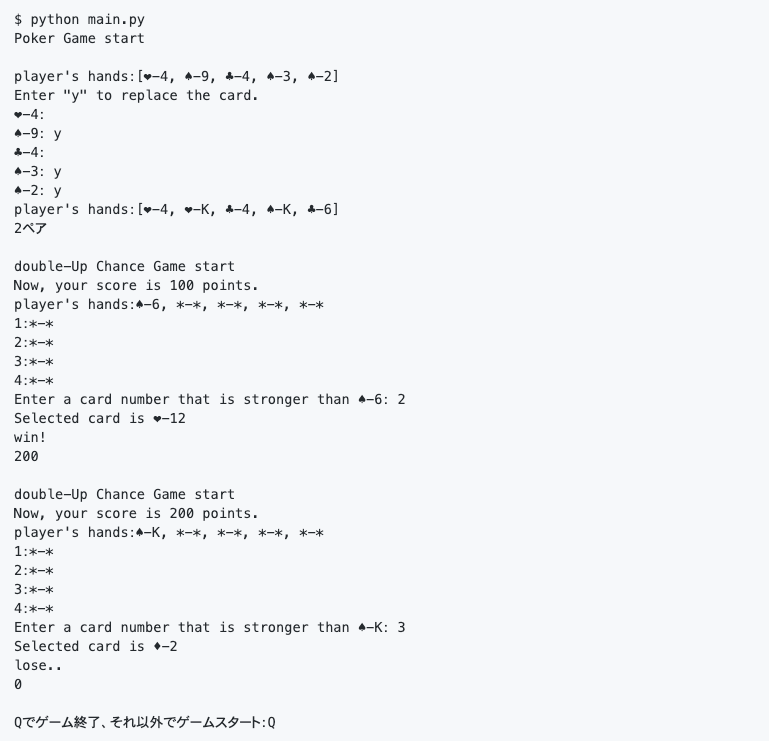 $ python main.py
Poker Game start
player's hands:[♥-4, ♠-9, ♣-4, ♠-3, ♠-2]
Enter "y" to replace the card.
♥-4:
♠-9: y
♣-4:
♠-3: y
♠-2: y
player's hands:[♥-4, ♥-K, ♣-4, ♠-K, ♣-6]
2ペア
double-Up Chance Game start
Now, your score is 100 points.
player's hands:♠-6, *-*, *-*, *-*, *-*
1:*-*
2:*-*
3:*-*
4:*-*
Enter a card number that is stronger than ♠-6: 2
Selected card is ♥-12
win!
200
double-Up Chance Game start
Now, your score is 200 points.
player's hands:♠-K, *-*, *-*, *-*, *-*
1:*-*
2:*-*
3:*-*
4:*-*
Enter a card number that is stronger than ♠-K: 3
Selected card is ♦-2
lose..
0
Qでゲーム終了、それ以外でゲームスタート:Q